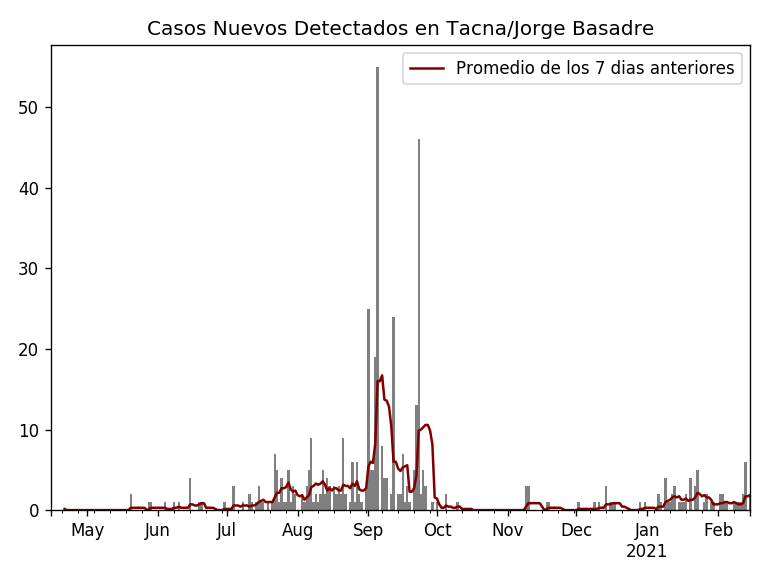 Casos Nuevos Detectados en Tacna/Jorge Basadre
Promedio de los 7 dias anteriores
50
40
30
20
10
0
May Jun Jul Aug Sep Oct Nov Dec Jan Feb
2021